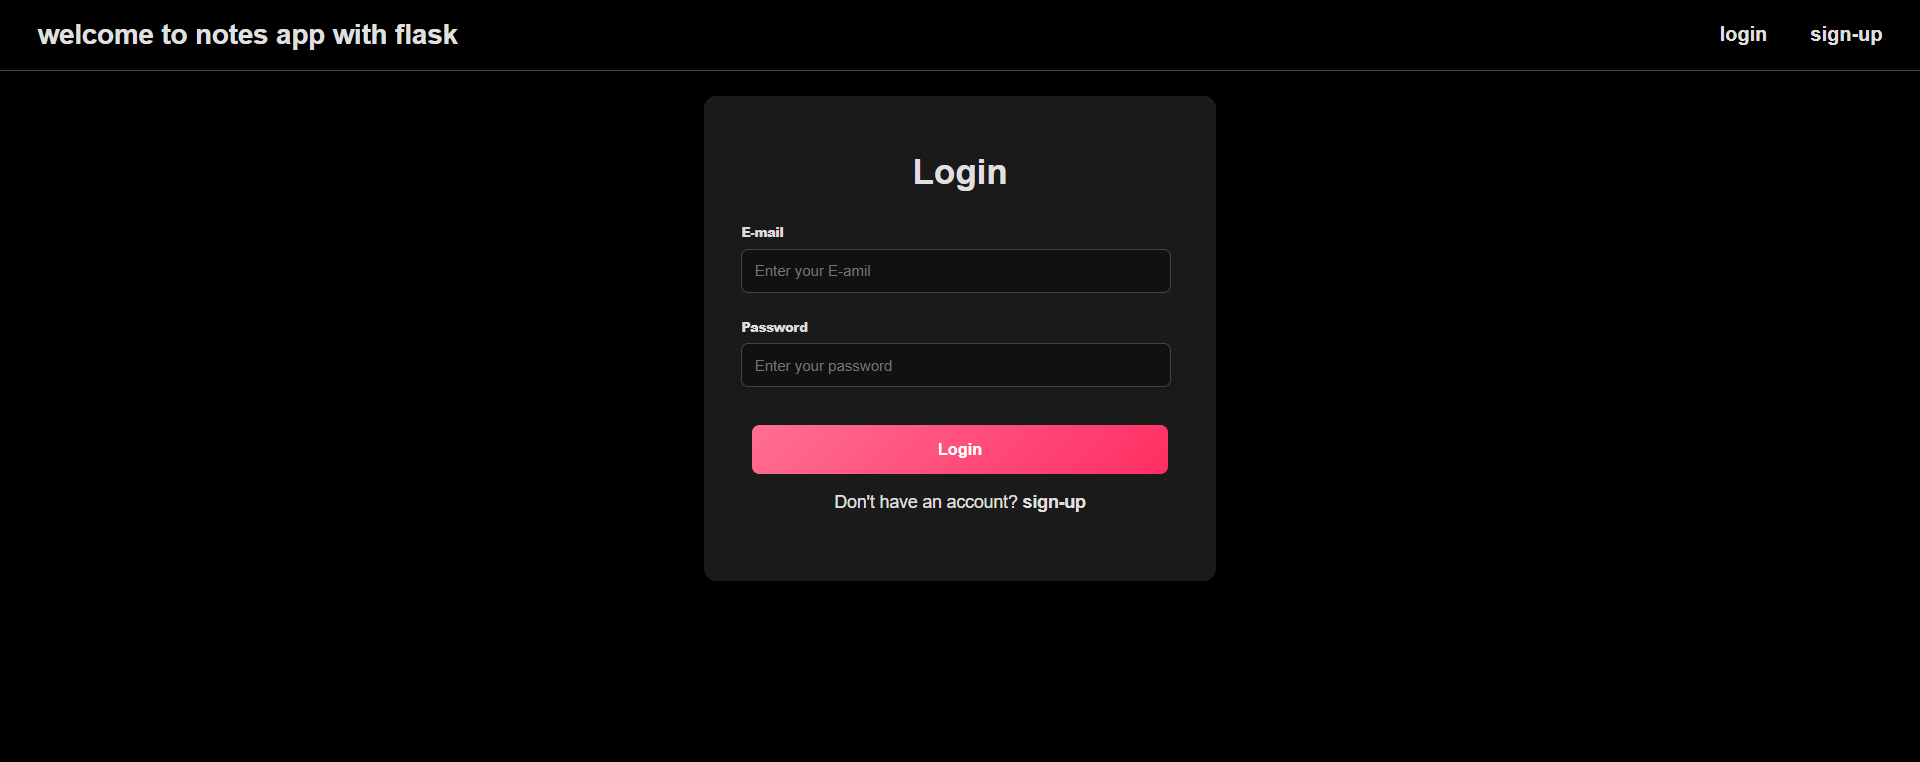 welcome to notes app with flask
login
sign-up
Login
E-mail
Enter your E-amil
Password
Enter your password
Login
Don't have an account? sign-up